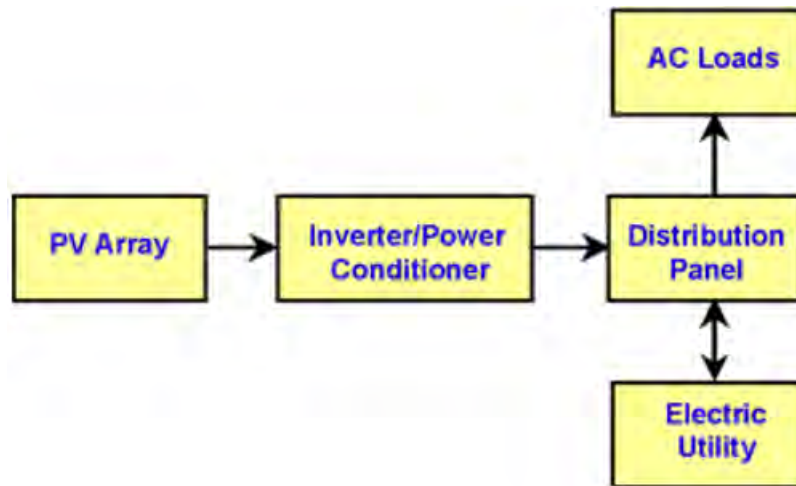 AC Loads
PV Array
Inverter/Power
Conditioner
Distribution
Panel
Electric
Utility